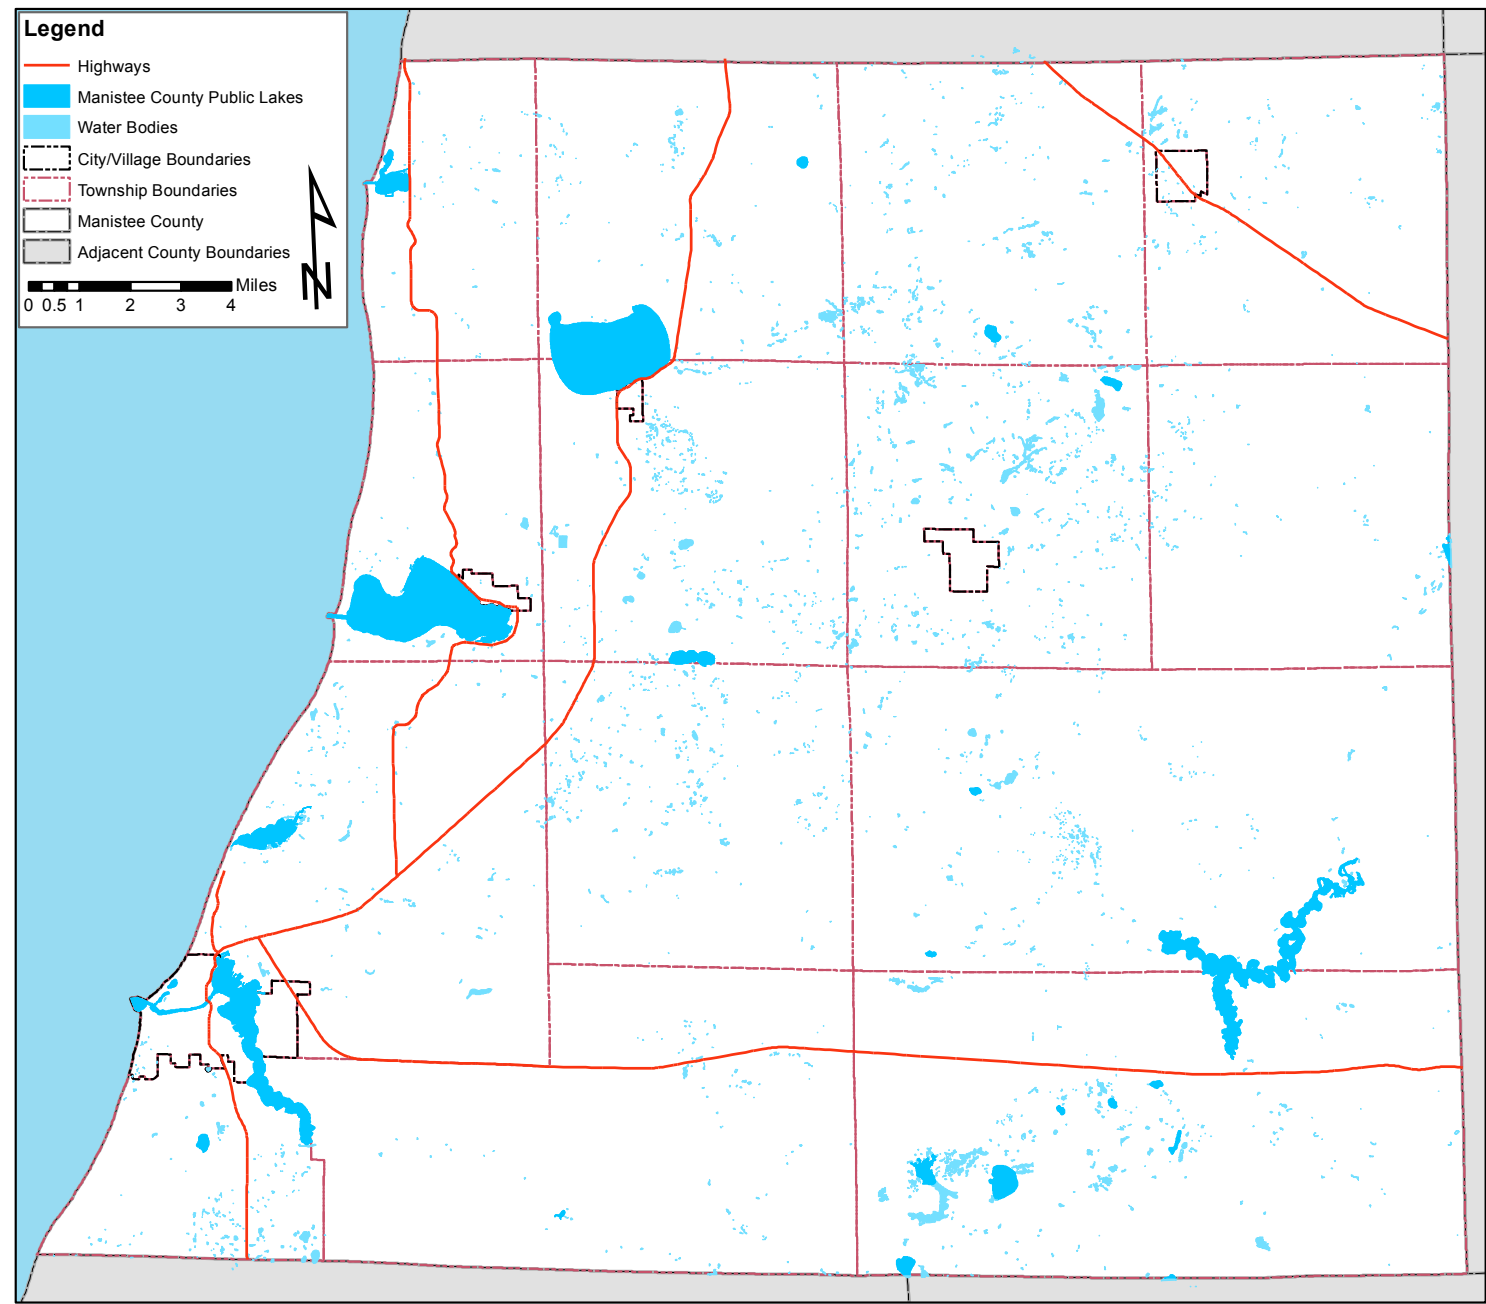 Legend
Highways
Manistee County Public Lakes
Water Bodies
City/Village Boundaries
Township Boundaries
Manistee County
Adjacent County Boundaries
Miles
0 0.5 1 2 3 4
N